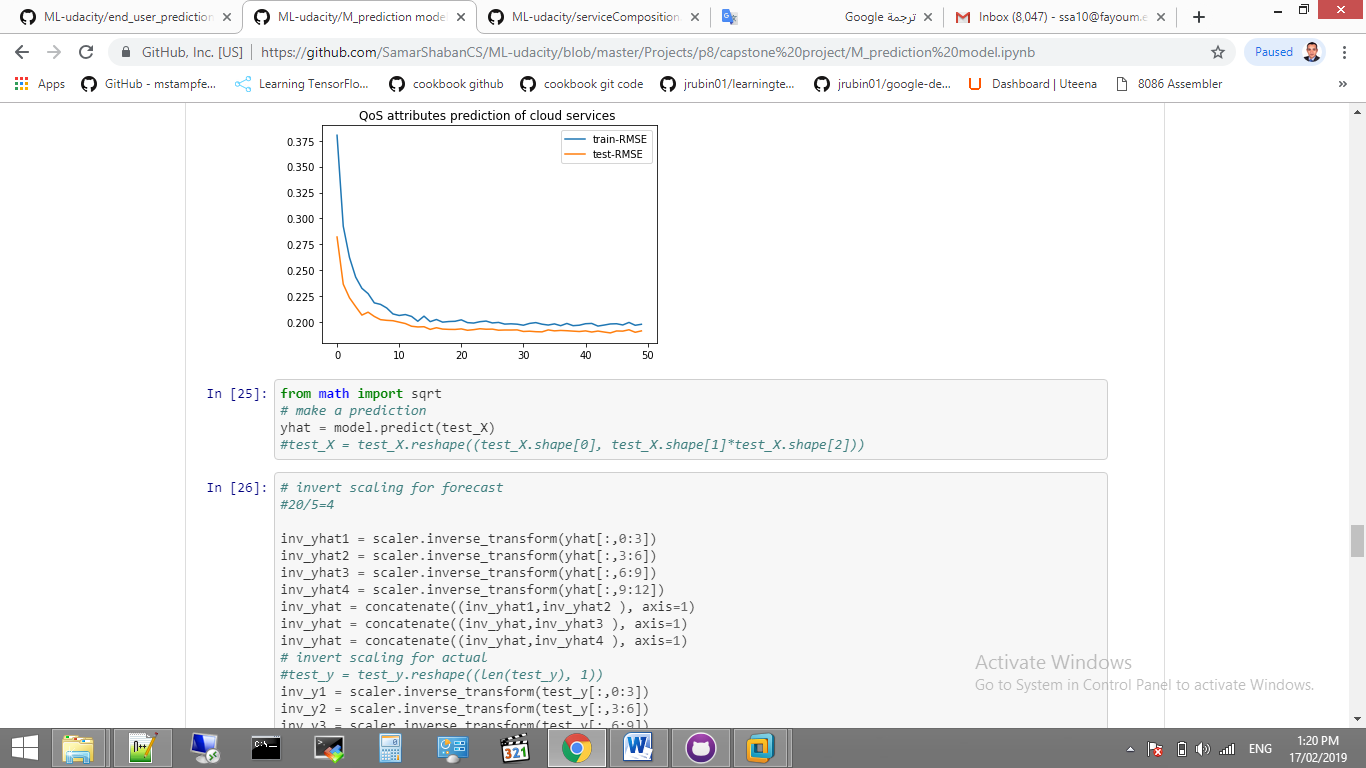 ML-udacity/end_user_prediction
ML-udacity/M_prediction mode
ML-udacity/serviceComposition
ترجمة Google
Inbox (8,047) - ssa10@fayoum.e
GitHub, Inc. [US]
https://github.com/SamarShabanCS/ML-udacity/blob/master/Projects/p8/capstone%20project/M_prediction%20model.ipynb
Paused
Apps
GitHub - mstampfe...
Learning TensorFlo...
cookbook github
cookbook git code
jrubin01/learningte...
jrubin01/google-de...
Dashboard | Uteena
8086 Assembler
»
QoS attributes prediction of cloud services
train-RMSE
test-RMSE
0.375
0.350
0.325
0.300
0.275
0.250
0.225
0.200
0 10 20 30 40 50
In [25]:
from math import sqrt
# make a prediction
yhat = model.predict(test_X)
#test_X = test_X.reshape((test_X.shape[0], test_X.shape[1]*test_X.shape[2]))
In [26]:
# invert scaling for forecast
#20/5=4
inv_yhat1 = scaler.inverse_transform(yhat[:,0:3])
inv_yhat2 = scaler.inverse_transform(yhat[:,3:6])
inv_yhat3 = scaler.inverse_transform(yhat[:,6:9])
inv_yhat4 = scaler.inverse_transform(yhat[:,9:12])
inv_yhat = concatenate((inv_yhat1,inv_yhat2 ), axis=1)
inv_yhat = concatenate((inv_yhat,inv_yhat3 ), axis=1)
inv_yhat = concatenate((inv_yhat,inv_yhat4 ), axis=1)
# invert scaling for actual
#test_y = test_y.reshape((len(test_y), 1))
inv_y1 = scaler.inverse_transform(test_y[:,0:3])
inv_y2 = scaler.inverse_transform(test_y[:,3:6])
inv_y3 = scaler.inverse_transform(test_y[:,6:9])
Activate Windows
Go to System in Control Panel to activate Windows.
ENG
1:20 PM
17/02/2019